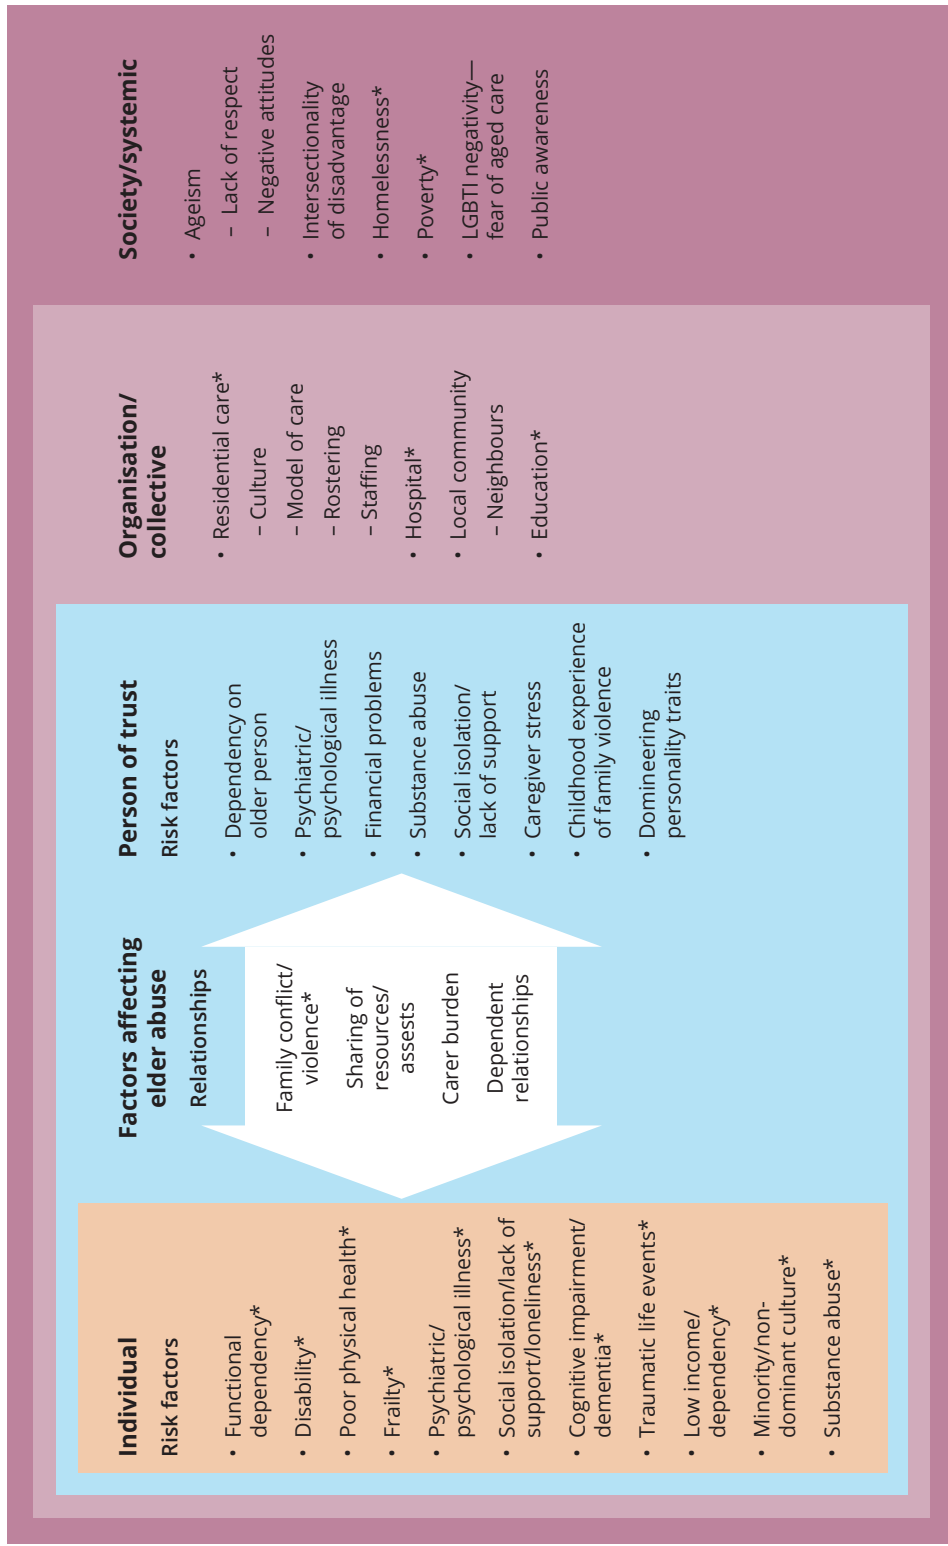 Individual
Risk factors
• Functional
dependency*
• Disability*
• Poor physical health*
• Frailty*
• Psychiatric/
psychological illness*
• Social isolation/lack of
support/loneliness*
• Cognitive impairment/
dementia*
• Traumatic life events*
• Low income/
dependency*
• Minority/non-
dominant culture*
• Substance abuse*
Factors affecting
elder abuse
Relationships
Family conflict/
violence*
Sharing of
resources/
assests
Carer burden
Dependent
relationships
Person of trust
Risk factors
• Dependency on
older person
• Psychiatric/
psychological illness
• Financial problems
• Substance abuse
• Social isolation/
lack of support
• Caregiver stress
• Childhood experience
of family violence
• Domineering
personality traits
Organisation/
collective
• Residential care*
– Culture
– Model of care
– Rostering
– Staffing
• Hospital*
• Local community
– Neighbours
• Education*
Society/systemic
• Ageism
– Lack of respect
– Negative attitudes
• Intersectionality
of disadvantage
• Homelessness*
• Poverty*
• LGBTI negativity—
fear of aged care
• Public awareness